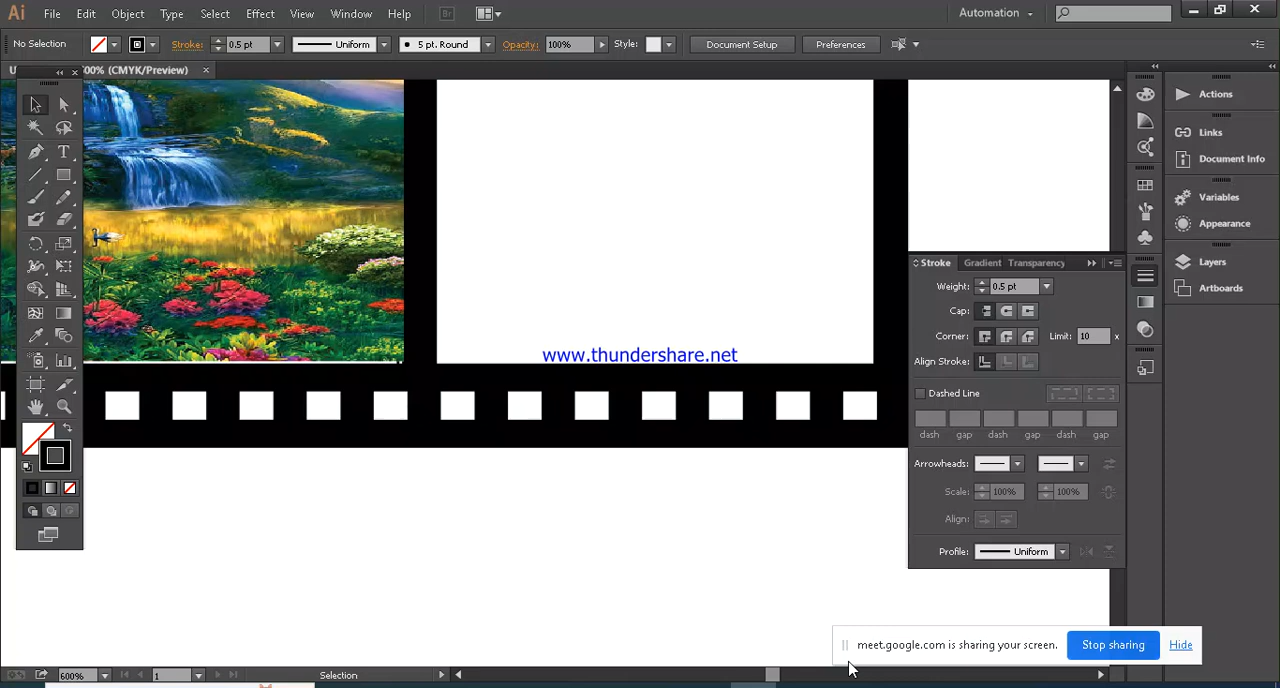 Ai File Edit Object Type Select Effect View Window Help Br Automation
No Selection Stroke: 0.5 pt Uniform 5 pt. Round Opacity: 100% Style: Document Setup Preferences
00% (CMYK/Preview) ×
Actions
Links
Document Info
Variables
Appearance
Layers
Artboards
Stroke Gradient Transparency
Weight: 0.5 pt
Cap:
Corner: Limit: 10 x
Align Stroke:
Dashed Line
dash gap dash gap dash gap
Arrowheads:
Scale: 100% 100%
Align:
Profile: Uniform
www.thundershare.net
meet.google.com is sharing your screen. Stop sharing Hide
600% 1 Selection